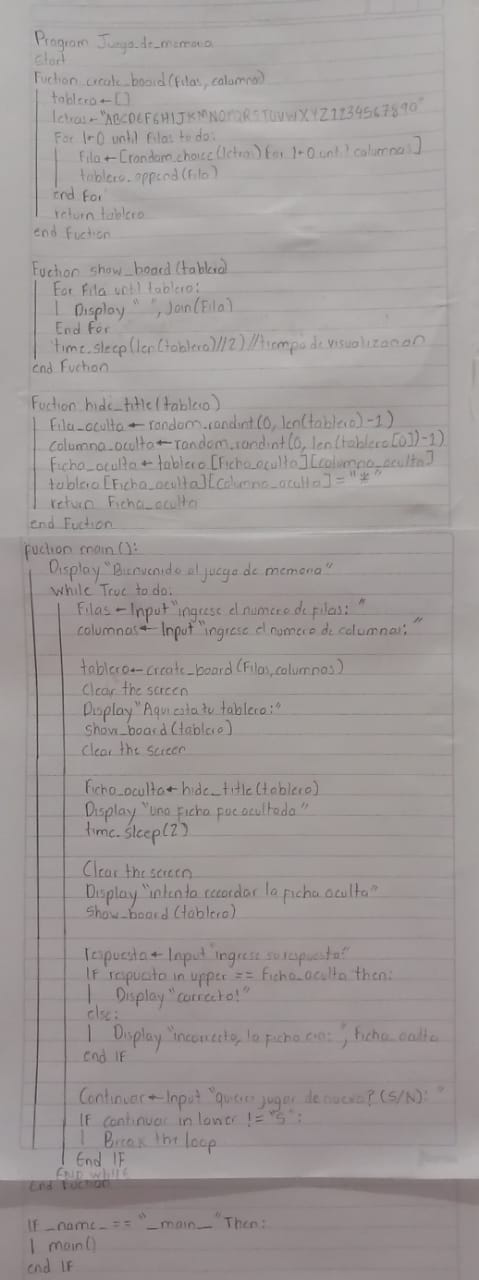 Program Juego_de_memoria
start
Fuction create_board(filas, columna)
tablero ← []
letras ← "ABCDEFGHIJKMNOPQRSTUVWXYZ1234567890"
For 1+0 until filas to do:
Fila ← [random.choice(letras) for 1+0 until columnas]
tablero.append(fila)
end For
return tablero
end Fuction
Fuction show_board(tablero)
For Fila until tablero:
Display " ", Join(Fila)
End For
time.sleep(len(tablero)//2) //tiempo de visualizacion
end Fuction
Fuction hide_title(tablero)
Fila_oculta ← random.randint(0, len(tablero)-1)
columna_oculta ← random.randint(0, len(tablero[0])-1)
Ficha_oculta ← tablero[Ficha_oculta][columna_oculta]
tablero[Ficha_oculta][columna_oculta] = "*"
return Ficha_oculta
end Fuction
fuction main():
Display "Bienvenido al juego de memoria"
while True to do:
Filas ← Input "ingrese el numero de filas: "
columnas ← Input "ingrese el numero de columnas: "
tablero ← create_board(Filas, columnas)
Clear the screen
Display "Aqui esta tu tablero:"
show_board(tablero)
Clear the screen
Ficha_oculta ← hide_title(tablero)
Display "una ficha fue ocultada"
time.sleep(2)
Clear the screen
Display "intenta recordar la ficha oculta"
show_board(tablero)
respuesta ← Input "ingrese su respuesta:"
IF respuesta in upper == Ficha_oculta then:
Display "correcto!"
else:
Display "incorrecto, la ficha era: ", ficha_oculta
end IF
Continuar ← Input "quieres jugar de nuevo? (S/N): "
IF continuar in lower != "s":
Break the loop
End IF
End while
end Fuction
IF _name_ == "_main_" Then:
main()
end IF